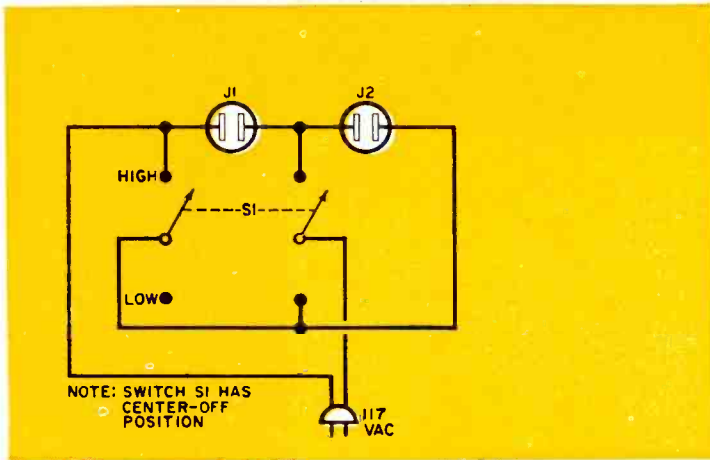 J1
J2
HIGH
S1
LOW
NOTE: SWITCH S1 HAS
CENTER-OFF
POSITION
117
VAC